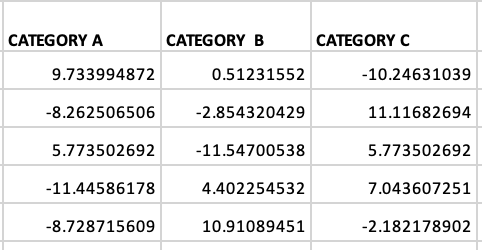 CATEGORY A CATEGORY  B CATEGORY C
9.733994872 0.51231552 -10.24631039
-8.262506506 -2.854320429 11.11682694
5.773502692 -11.54700538 5.773502692
-11.44586178 4.402254532 7.043607251
-8.728715609 10.91089451 -2.182178902